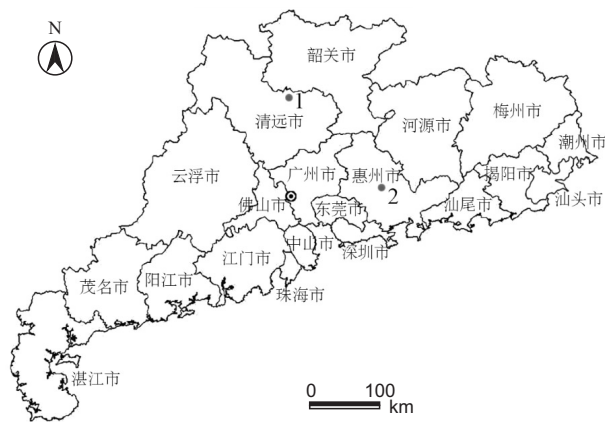 N
韶关市
1
清远市
河源市
梅州市
潮州市
云浮市
广州市
惠州市
2
揭阳市
佛山市
东莞市
汕尾市
汕头市
中山市
深圳市
江门市
珠海市
茂名市
阳江市
湛江市
0 100
km